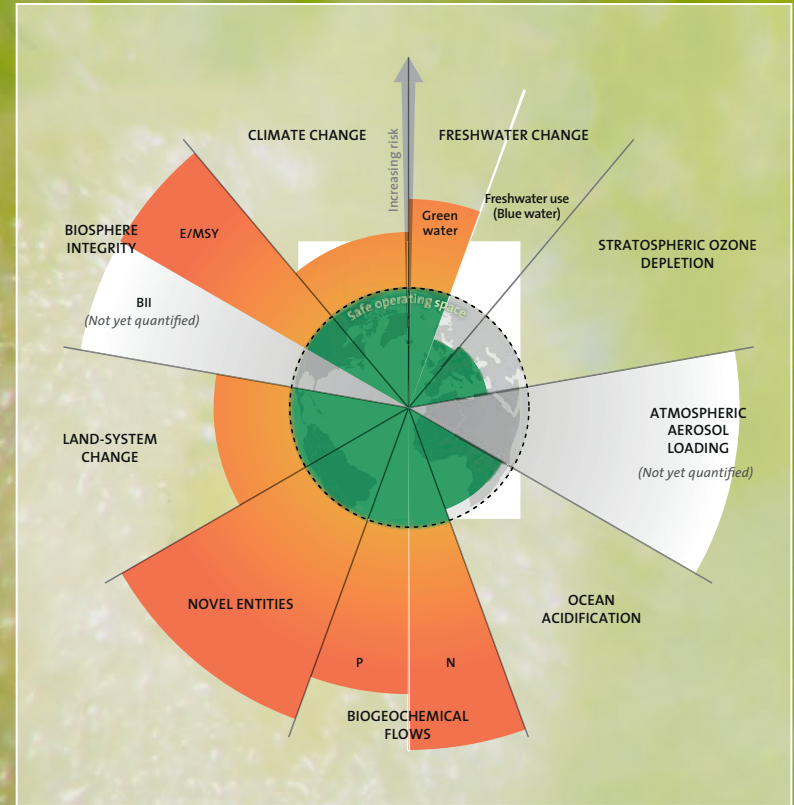 CLIMATE CHANGE
FRESHWATER CHANGE
Increasing risk
Green
water
Freshwater use
(Blue water)
STRATOSPHERIC OZONE
DEPLETION
BIOSPHERE
INTEGRITY
E/MSY
BII
(Not yet quantified)
Safe operating space
ATMOSPHERIC
AEROSOL
LOADING
(Not yet quantified)
LAND-SYSTEM
CHANGE
NOVEL ENTITIES
OCEAN
ACIDIFICATION
P
N
BIOGEOCHEMICAL
FLOWS